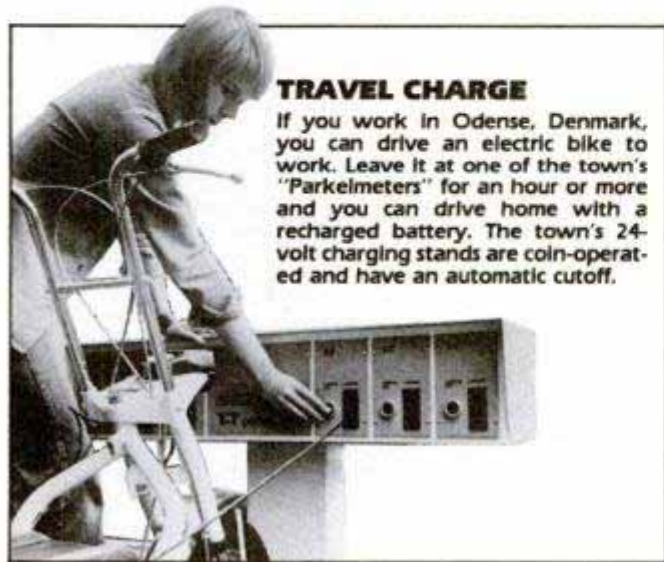 TRAVEL CHARGE
If you work in Odense, Denmark,
you can drive an electric bike to
work. Leave it at one of the town's
"Parkelmeters" for an hour or more
and you can drive home with a
recharged battery. The town's 24-
volt charging stands are coin-operat-
ed and have an automatic cutoff.